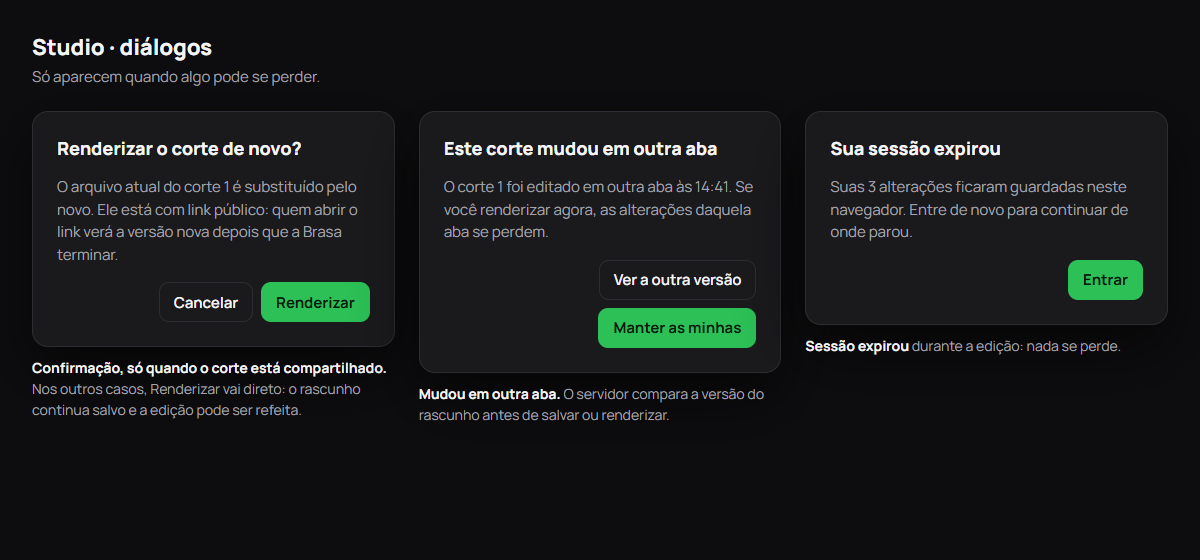 Studio · diálogos
Só aparecem quando algo pode se perder.
Renderizar o corte de novo?
O arquivo atual do corte 1 é substituído pelo
novo. Ele está com link público: quem abrir o
link verá a versão nova depois que a Brasa
terminar.
Cancelar
Renderizar
Confirmação, só quando o corte está compartilhado.
Nos outros casos, Renderizar vai direto: o rascunho
continua salvo e a edição pode ser refeita.
Este corte mudou em outra aba
O corte 1 foi editado em outra aba às 14:41. Se
você renderizar agora, as alterações daquela
aba se perdem.
Ver a outra versão
Manter as minhas
Mudou em outra aba. O servidor compara a versão do
rascunho antes de salvar ou renderizar.
Sua sessão expirou
Suas 3 alterações ficaram guardadas neste
navegador. Entre de novo para continuar de
onde parou.
Entrar
Sessão expirou durante a edição: nada se perde.